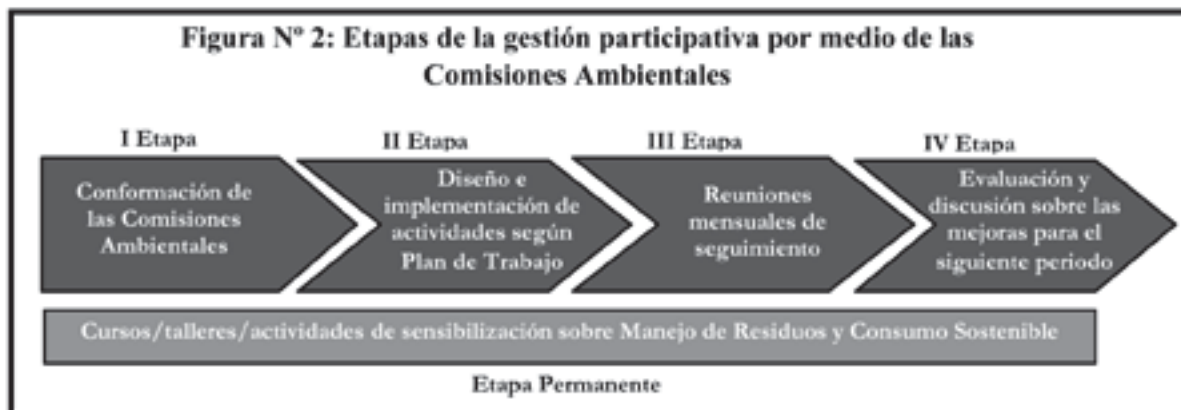 Figura Nº 2: Etapas de la gestión participativa por medio de las
Comisiones Ambientales
I Etapa
Conformación de
las Comisiones
Ambientales
II Etapa
Diseño e
implementación de
actividades según
Plan de Trabajo
III Etapa
Reuniones
mensuales de
seguimiento
IV Etapa
Evaluación y
discusión sobre las
mejoras para el
siguiente periodo
Cursos/talleres/actividades de sensibilización sobre Manejo de Residuos y Consumo Sostenible
Etapa Permanente